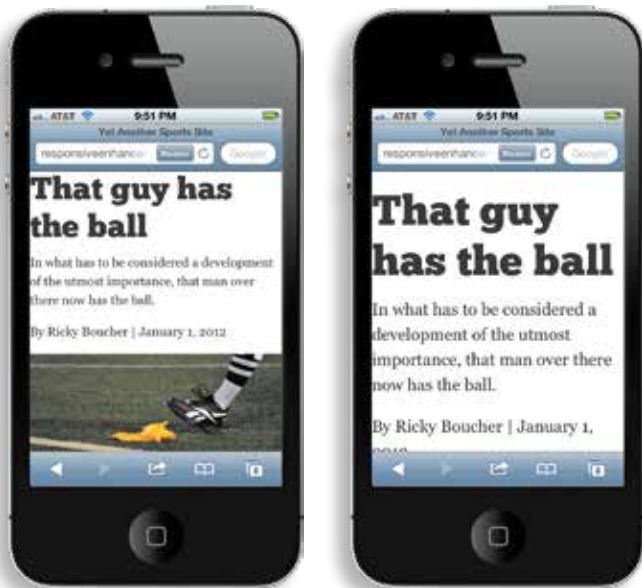 AT&T 9:51 PM
Yet Another Sports Site
responsiveenhance
Reader
Google
That guy has
the ball
In what has to be considered a development
of the utmost importance, that man over
there now has the ball.
By Ricky Boucher | January 1, 2012
AT&T 9:51 PM
Yet Another Sports Site
responsiveenhance
Reader
Google
That guy
has the ball
In what has to be considered a
development of the utmost
importance, that man over there
now has the ball.
By Ricky Boucher | January 1,
2012